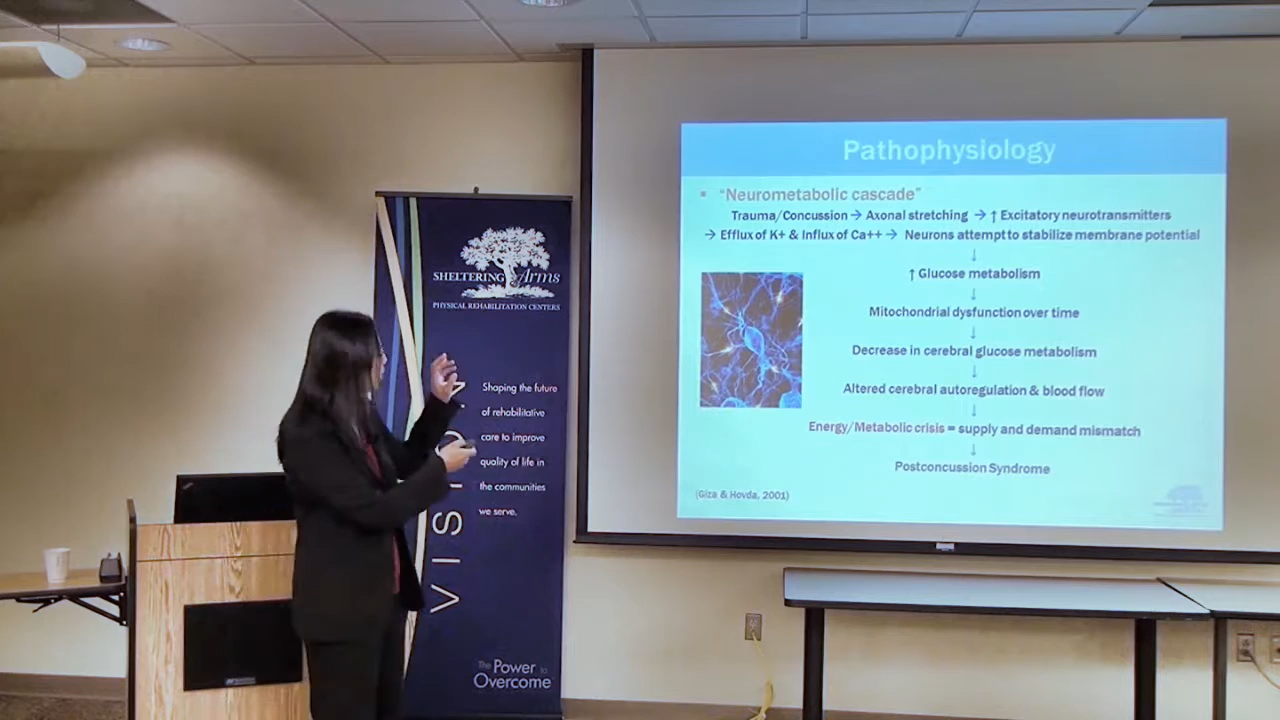 Pathophysiology
▪ "Neurometabolic cascade"
Trauma/Concussion → Axonal stretching → ↑ Excitatory neurotransmitters
→ Efflux of K+ & Influx of Ca++ → Neurons attempt to stabilize membrane potential
↓
↑ Glucose metabolism
↓
Mitochondrial dysfunction over time
↓
Decrease in cerebral glucose metabolism
↓
Altered cerebral autoregulation & blood flow
↓
Energy/Metabolic crisis = supply and demand mismatch
↓
Postconcussion Syndrome
(Giza & Hovda, 2001)
SHELTERING Arms
PHYSICAL REHABILITATION CENTERS
Shaping the future
of rehabilitative
care to improve
quality of life in
the communities
we serve.
VISION
The Power to
Overcome